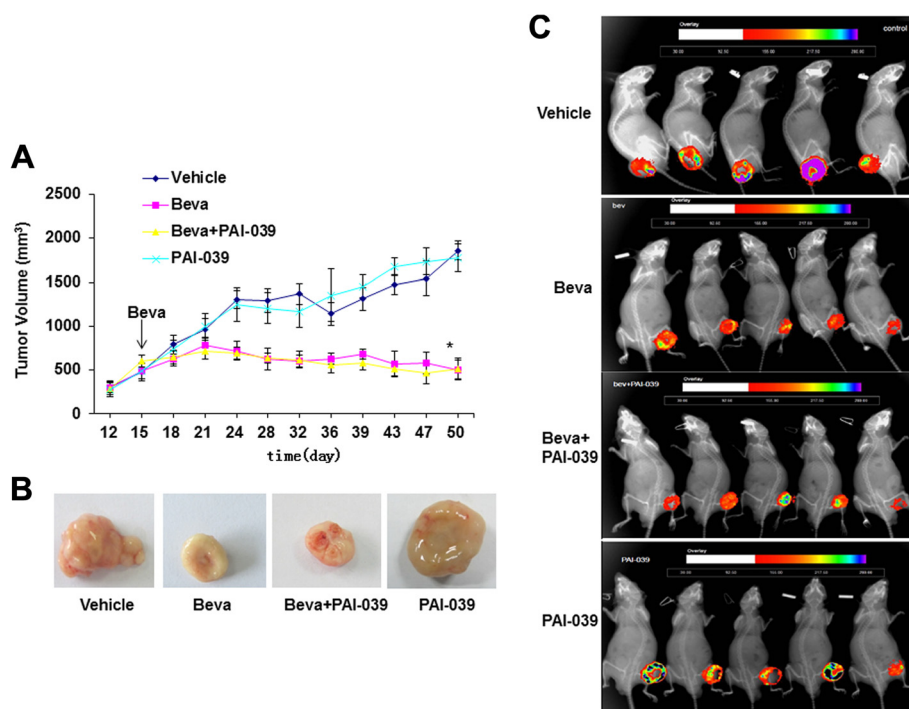 A
Vehicle
Beva
Beva+PAI-039
PAI-039
Tumor Volume (mm³)
2500
2000
1500
1000
500
0
Beva
*
12 15 18 21 24 28 32 36 39 43 47 50
time(day)
B
Vehicle Beva Beva+PAI-039 PAI-039
C
Vehicle
Overlay
control
Beva
bev
Overlay
Beva+
PAI-039
bev+PAI-039
Overlay
PAI-039
PAI-039
Overlay